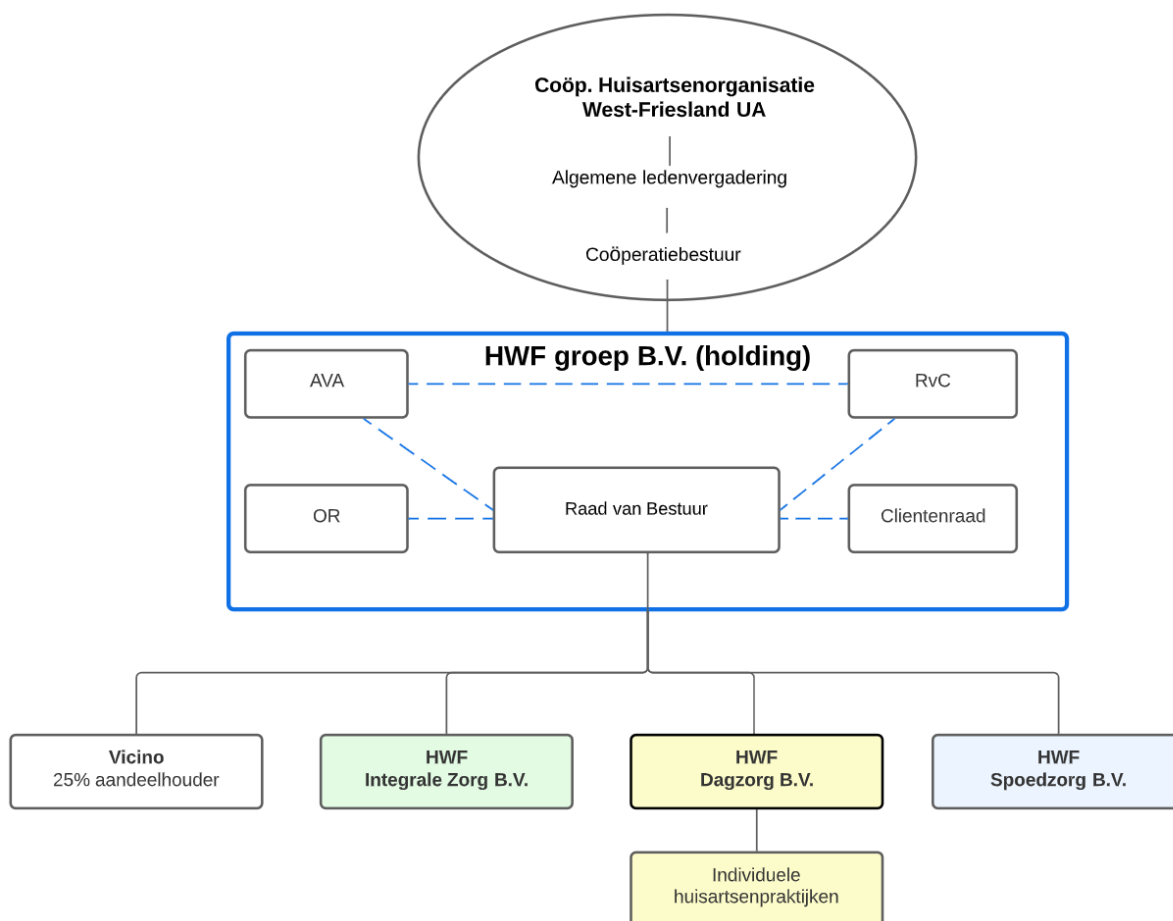 Coöp. Huisartsenorganisatie
West-Friesland UA
Algemene ledenvergadering
Coöperatiebestuur
HWF groep B.V. (holding)
AVA
RvC
OR
Raad van Bestuur
Clientenraad
Vicino
25% aandeelhouder
HWF
Integrale Zorg B.V.
HWF
Dagzorg B.V.
HWF
Spoedzorg B.V.
Individuele
huisartsenpraktijken